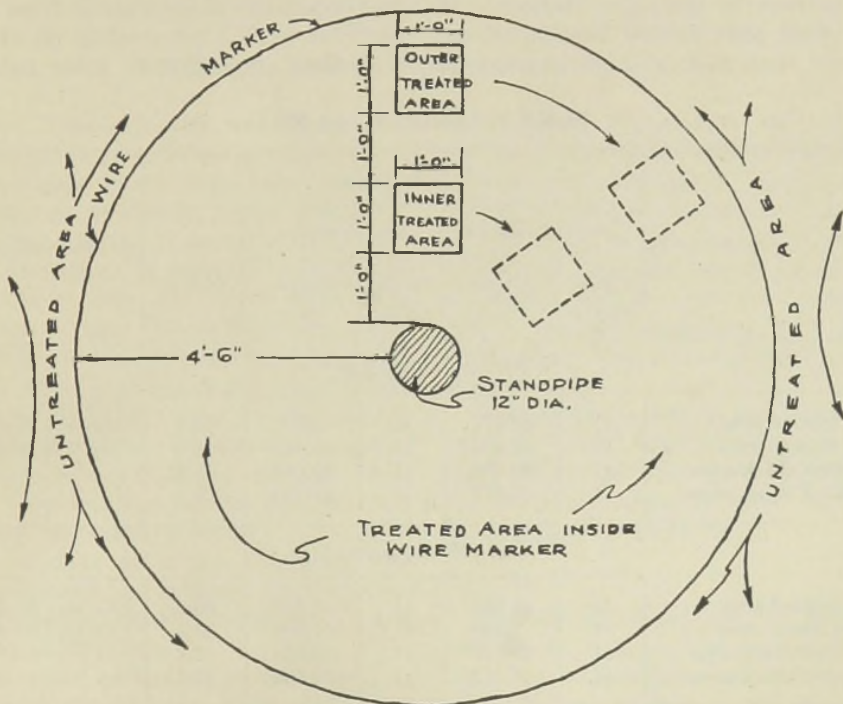 1'-0"
MARKER
OUTER
TREATED
AREA
1'-0"
1'-0"
WIRE
1'-0"
INNER
TREATED
AREA
1'-0"
1'-0"
UNTREATED AREA
UNTREATED AREA
4'-6"
STANDPIPE
12" DIA.
TREATED AREA INSIDE
WIRE MARKER